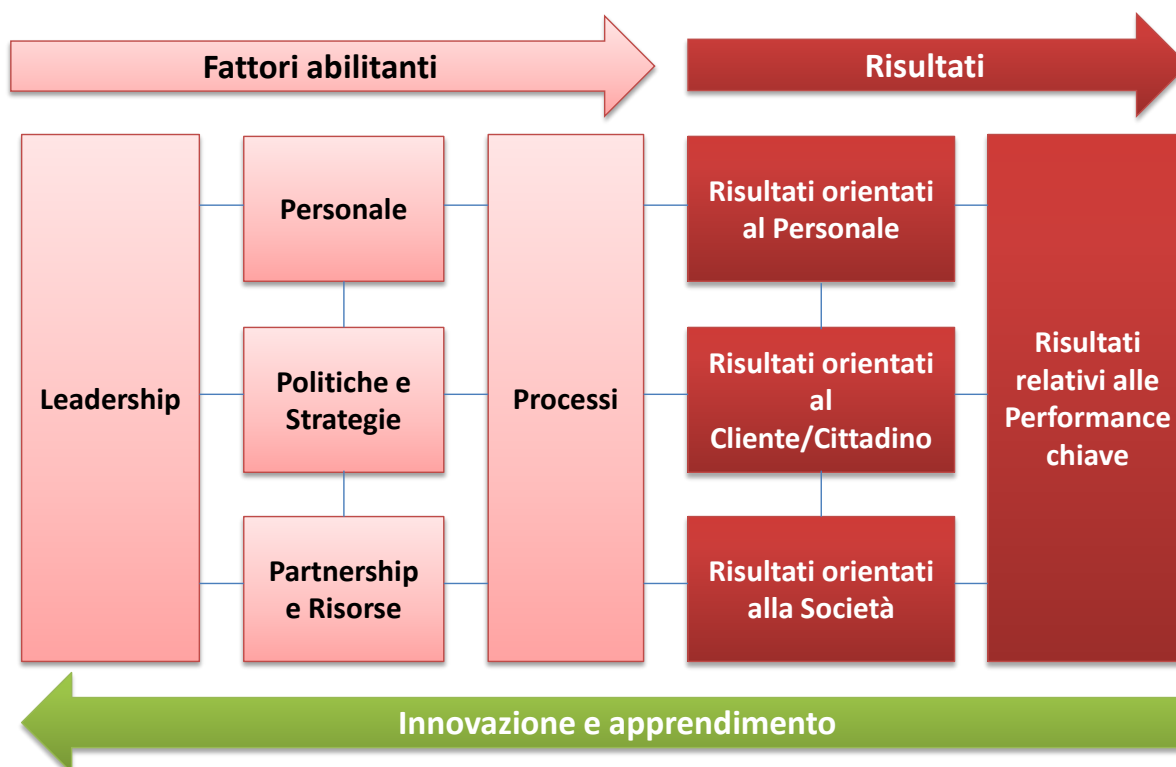 Fattori abilitanti
Risultati
Leadership
Personale
Politiche e
Strategie
Partnership
e Risorse
Processi
Risultati orientati
al Personale
Risultati orientati
al
Cliente/Cittadino
Risultati orientati
alla Società
Risultati
relativi alle
Performance
chiave
Innovazione e apprendimento